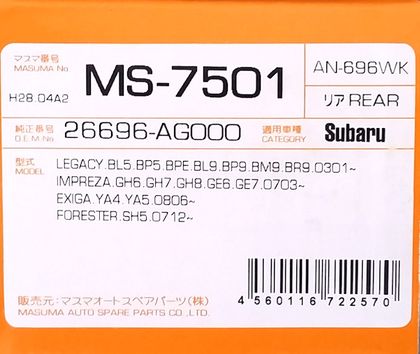 マスマ番号
MASUMA No
MS-7501
AN-696WK
H28.04A2
リア REAR
純正番号
O.E.M No
26696-AG000
適用車種
CATEGORY
Subaru
型式
MODEL
LEGACY.BL5.BP5.BPE.BL9.BP9.BM9.BR9.0301~
IMPREZA.GH6.GH7.GH8.GE6.GE7.0703~
EXIGA.YA4.YA5.0806~
FORESTER.SH5.0712~
販売元:マスマオートスペアパーツ(株)
MASUMA AUTO SPARE PARTS CO.,LTD.
4 560116 722570